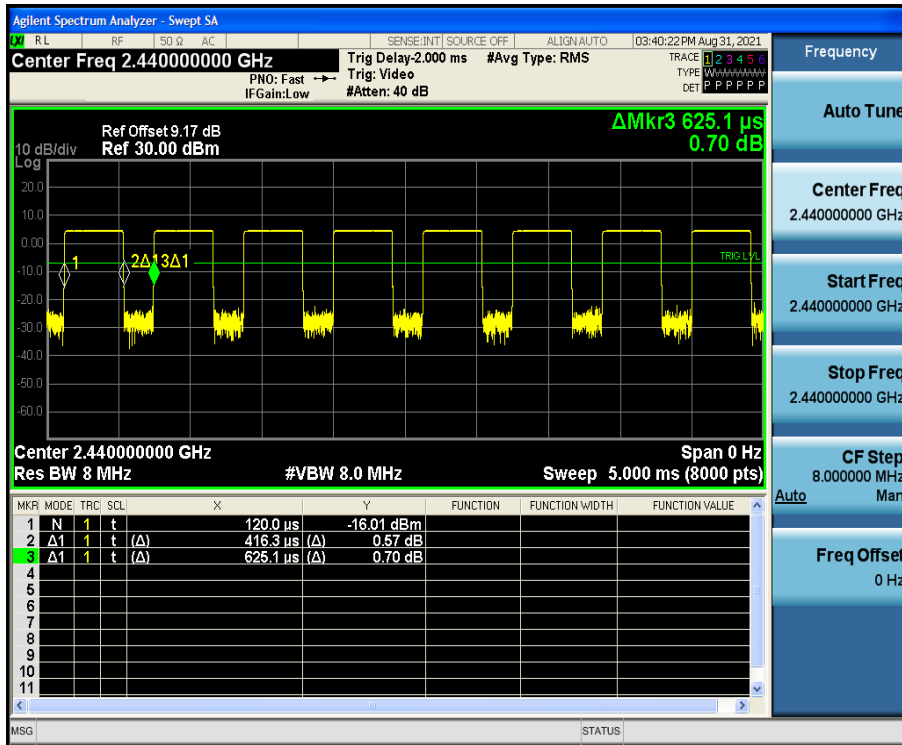 Agilent Spectrum Analyzer - Swept SA
LXI RL RF 50 Ω AC SENSE:INT SOURCE OFF ALIGN AUTO 03:40:22 PM Aug 31, 2021
Center Freq 2.440000000 GHz
PNO: Fast
IFGain:Low
Trig Delay-2.000 ms
Trig: Video
#Atten: 40 dB
#Avg Type: RMS
TRACE 1 2 3 4 5 6
TYPE WWWWWW
DET P P P P P P
Frequency
Auto Tune
Center Freq
2.440000000 GHz
Start Freq
2.440000000 GHz
Stop Freq
2.440000000 GHz
CF Step
8.000000 MHz
Auto Man
Freq Offset
0 Hz
ΔMkr3 625.1 µs
0.70 dB
Ref Offset 9.17 dB
10 dB/div Ref 30.00 dBm
Log
20.0
10.0
0.00
-10.0
-20.0
-30.0
-40.0
-50.0
-60.0
1 2Δ1 3Δ1
TRIG LVL
Center 2.440000000 GHz Span 0 Hz
Res BW 8 MHz #VBW 8.0 MHz Sweep 5.000 ms (8000 pts)
MKR MODE TRC SCL X Y FUNCTION FUNCTION WIDTH FUNCTION VALUE
1 N 1 t 120.0 µs -16.01 dBm
2 Δ1 1 t (Δ) 416.3 µs (Δ) 0.57 dB
3 Δ1 1 t (Δ) 625.1 µs (Δ) 0.70 dB
4
5
6
7
8
9
10
11
MSG STATUS